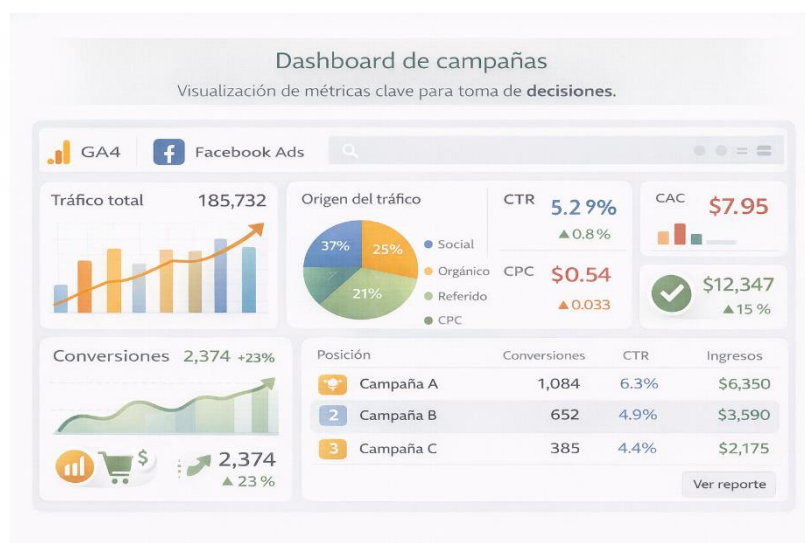 Dashboard de campañas
Visualización de métricas clave para toma de decisiones.
GA4 Facebook Ads
Tráfico total 185,732
Origen del tráfico
37% 25% 21%
Social
Orgánico
Referido
CPC
CTR 5.29%
▲0.8%
CPC $0.54
▲0.033
CAC $7.95
$12,347
▲15 %
Conversiones 2,374 +23%
$
2,374
▲23 %
Posición Conversiones CTR Ingresos
Campaña A 1,084 6.3% $6,350
2 Campaña B 652 4.9% $3,590
3 Campaña C 385 4.4% $2,175
Ver reporte